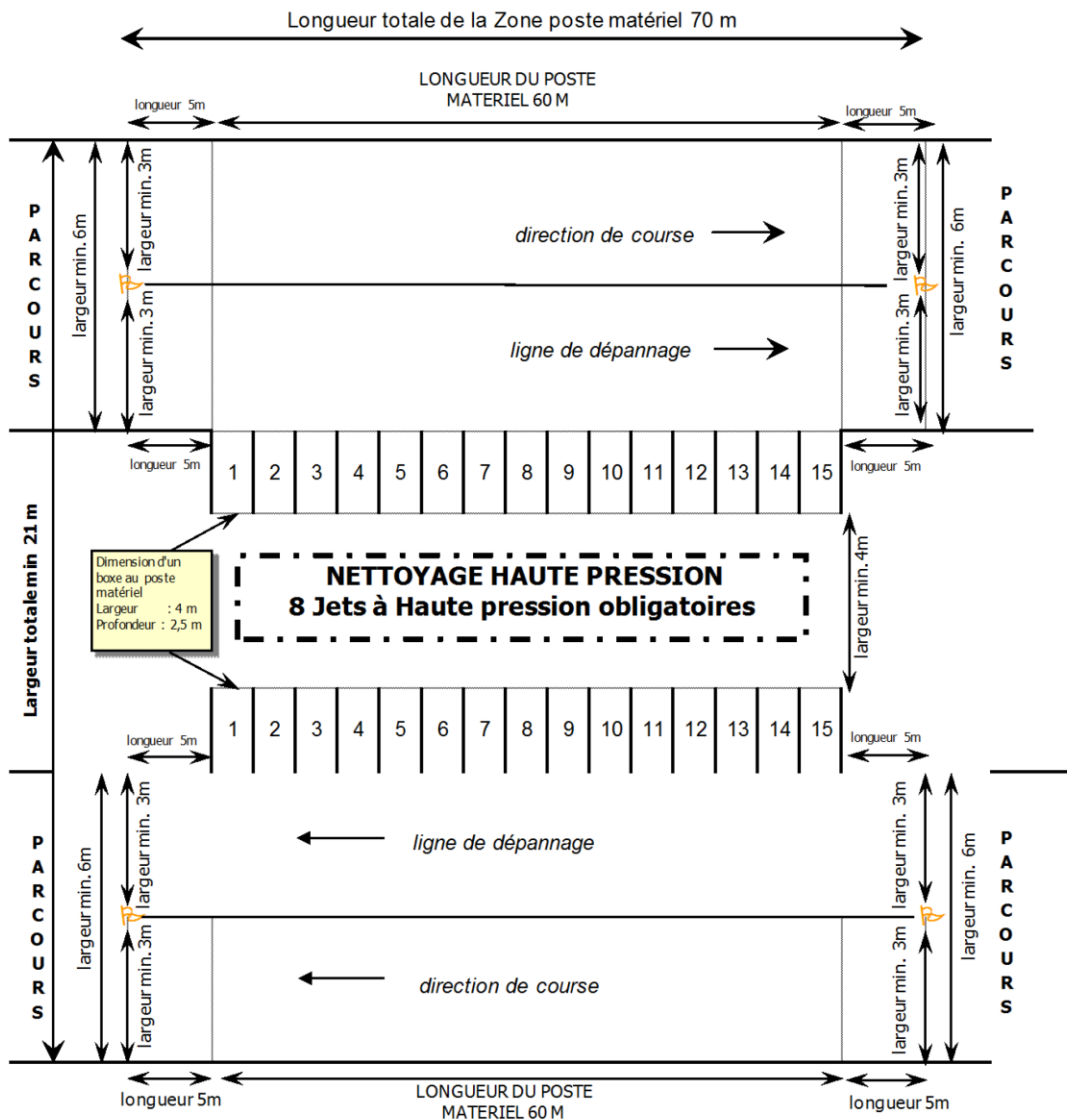 Longueur totale de la Zone poste matériel 70 m
LONGUEUR DU POSTE
MATERIEL 60 M
longueur 5m
longueur 5m
PARCOURS
largeur min. 6m
largeur min. 3m
largeur min. 3 m
direction de course
ligne de dépannage
largeur min. 3m
largeur min. 3m
largeur min. 6m
PARCOURS
longueur 5m
1 2 3 4 5 6 7 8 9 10 11 12 13 14 15
longueur 5m
Largeur totalemin 21 m
Dimension d'un
boxe au poste
matériel
Largeur : 4 m
Profondeur : 2,5 m
NETTOYAGE HAUTE PRESSION
8 Jets à Haute pression obligatoires
largeur min. 4m
longueur 5m
1 2 3 4 5 6 7 8 9 10 11 12 13 14 15
longueur 5m
PARCOURS
largeur min. 6m
largeur min. 3m
largeur min. 3m
ligne de dépannage
direction de course
largeur min. 3m
largeur min. 3m
largeur min. 6m
PARCOURS
longueur 5m
LONGUEUR DU POSTE
MATERIEL 60 M
longueur 5m